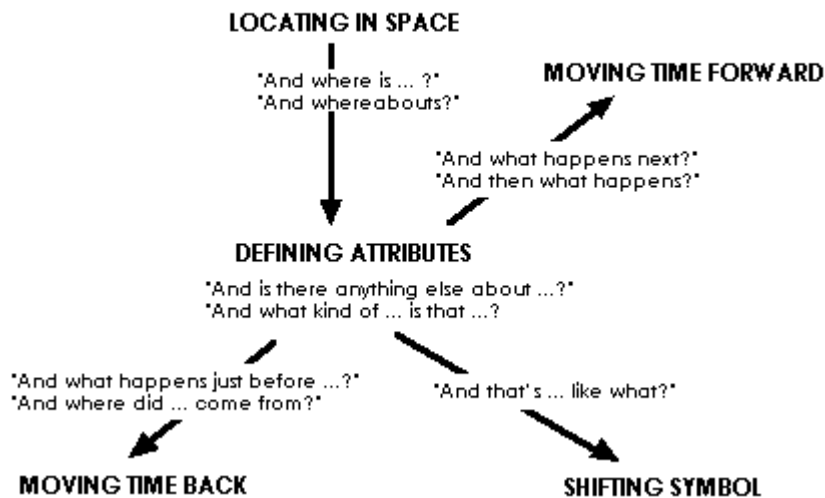 LOCATING IN SPACE
"And where is ... ?"
"And whereabouts?"
MOVING TIME FORWARD
"And what happens next?"
"And then what happens?"
DEFINING ATTRIBUTES
"And is there anything else about ...?"
"And what kind of ... is that ...?
"And what happens just before ...?"
"And where did ... come from?"
"And that's ... like what?"
MOVING TIME BACK
SHIFTING SYMBOL